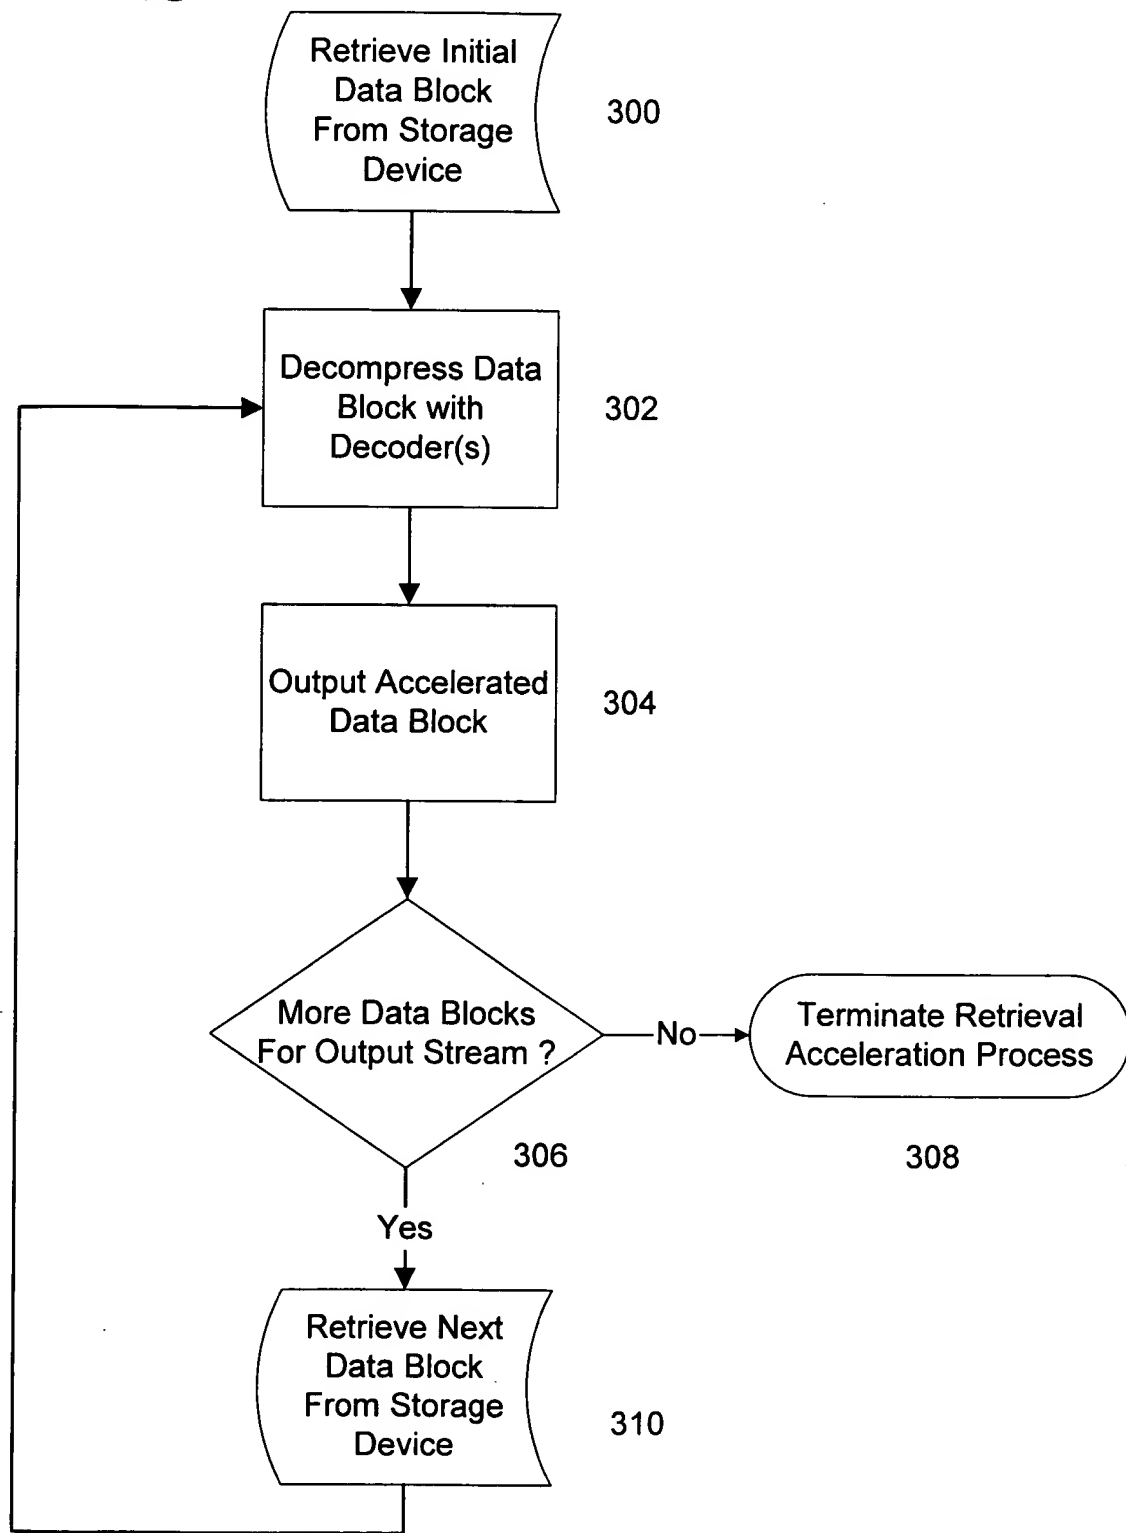 Retrieve Initial
Data Block
From Storage
Device
300
Decompress Data
Block with
Decoder(s)
302
Output Accelerated
Data Block
304
More Data Blocks
For Output Stream ?
306
No
Terminate Retrieval
Acceleration Process
308
Yes
Retrieve Next
Data Block
From Storage
Device
310